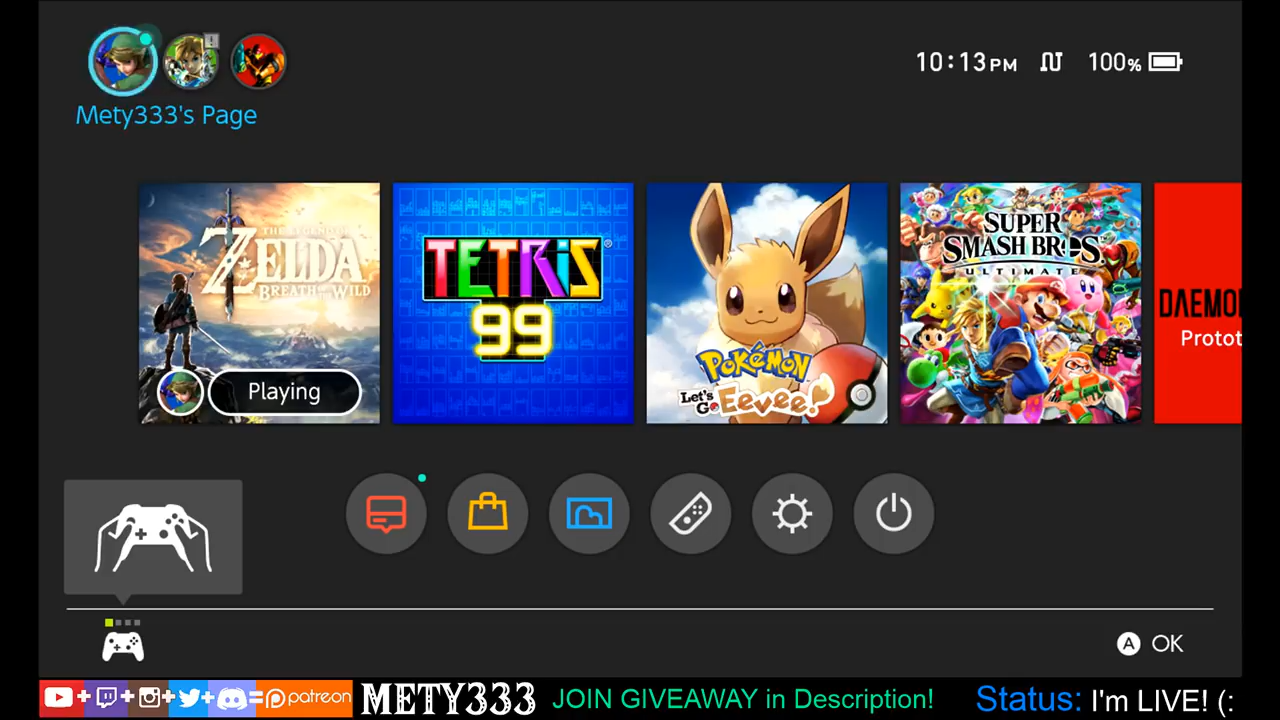 10:13PM 100%
Mety333's Page
THE LEGEND OF
ZELDA
BREATH OF THE WILD
Playing
TETRIS®
99
POKÉMON
Let's Go Eevee!
SUPER
SMASH BROS.
ULTIMATE
DAEMO
Protot
A OK
patreon METY333 JOIN GIVEAWAY in Description! Status: I'm LIVE! (: